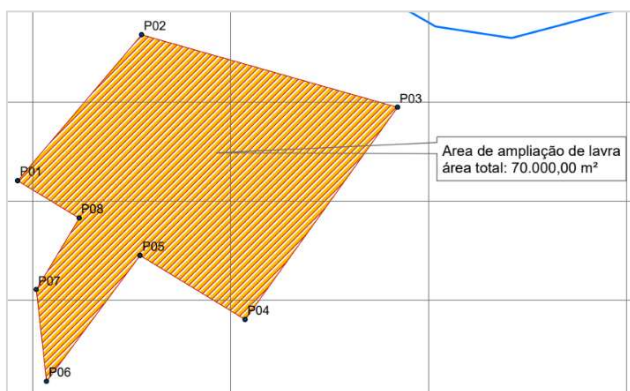 P02
P03
Area de ampliação de lavra
área total: 70.000,00 m²
P01
P08
P05
P07
P04
P06